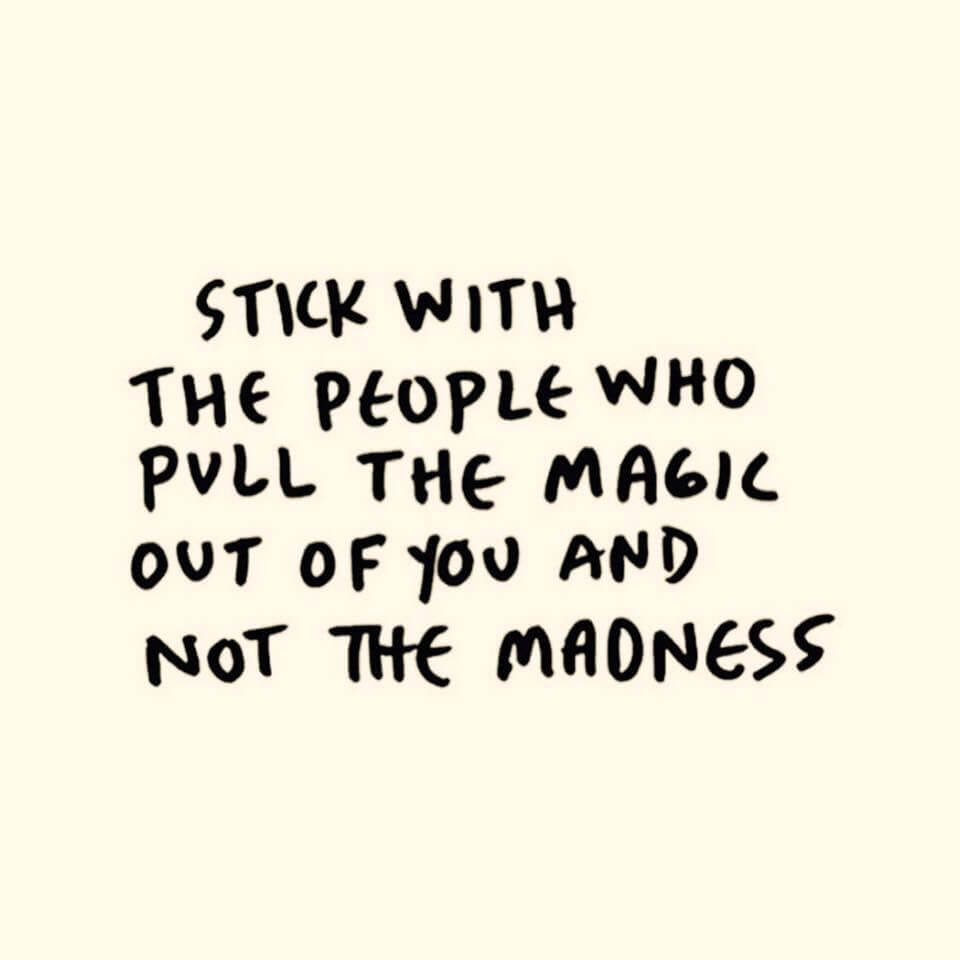 STICK WITH
THE PEOPLE WHO
PULL THE MAGIC
OUT OF YOU AND
NOT THE MADNESS